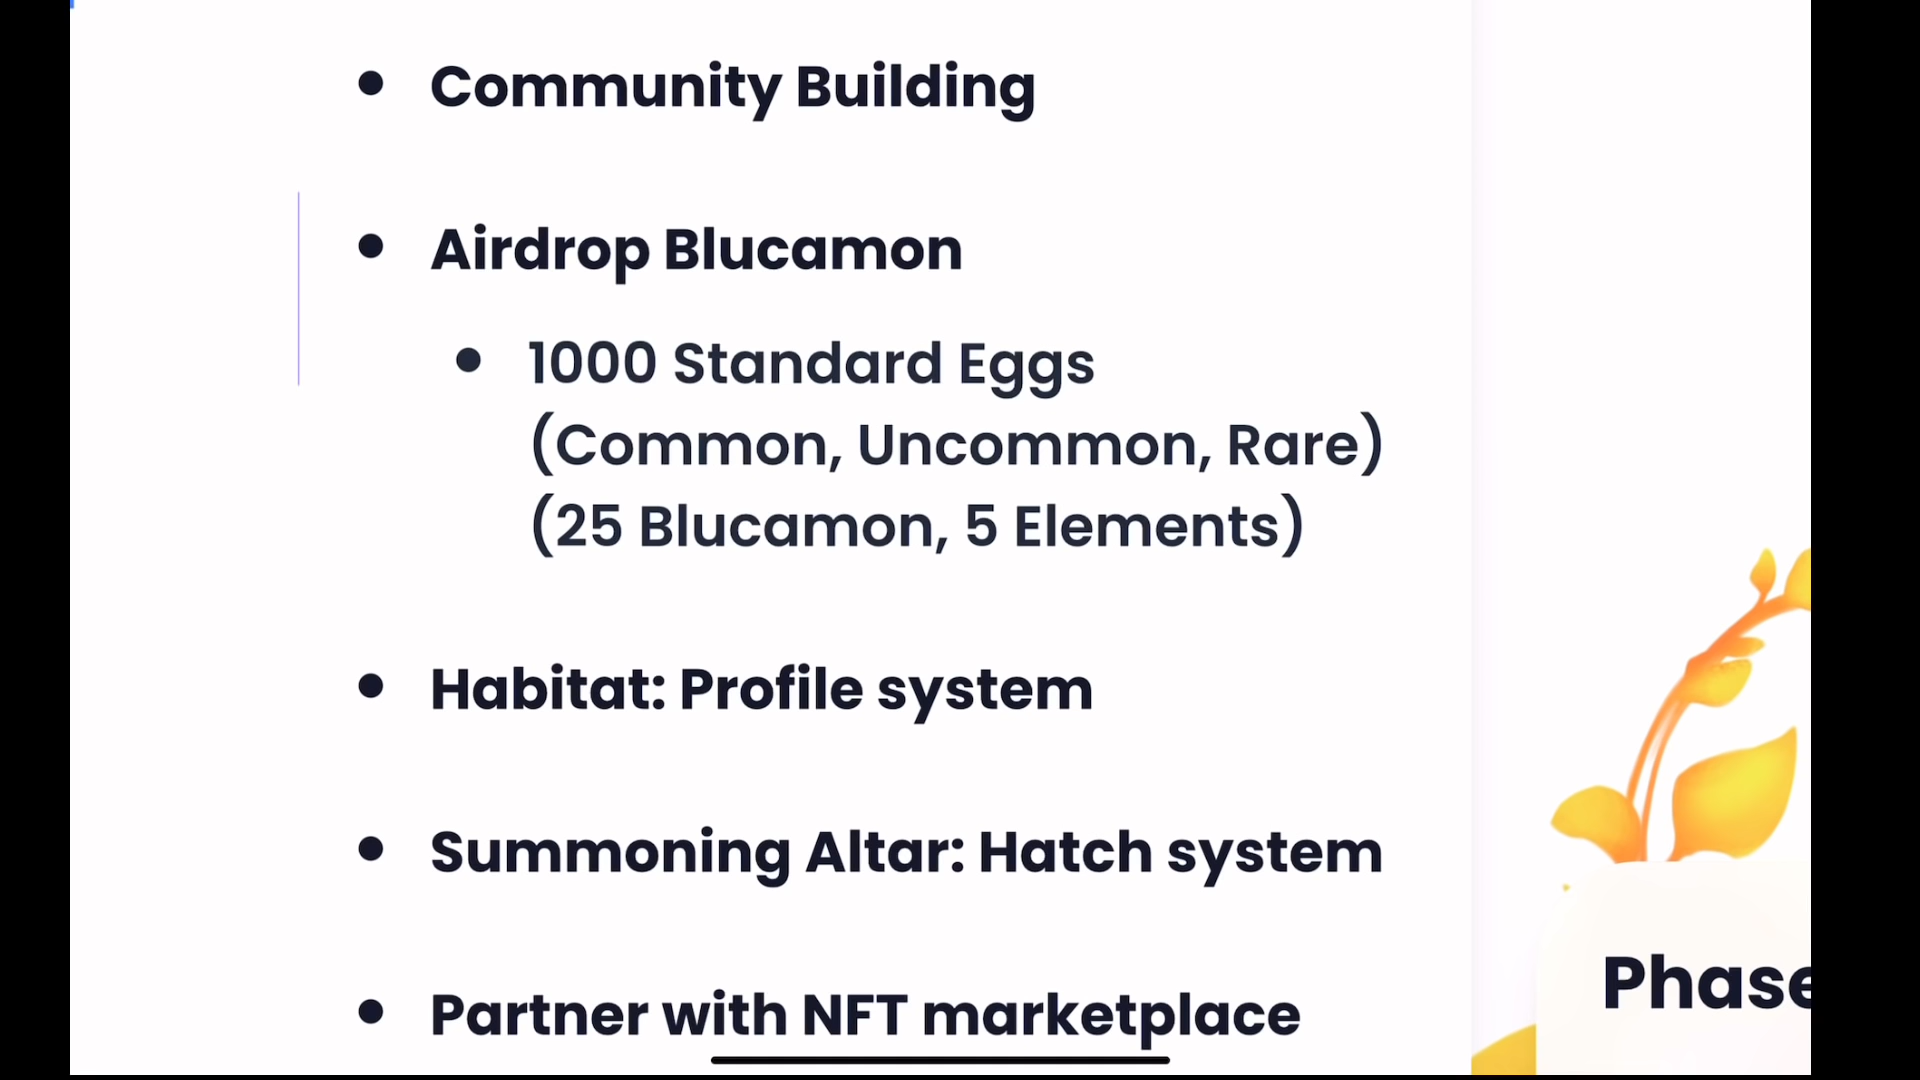 Community Building
Airdrop Blucamon
1000 Standard Eggs
(Common, Uncommon, Rare)
(25 Blucamon, 5 Elements)
Habitat: Profile system
Summoning Altar: Hatch system
Partner with NFT marketplace
Phase